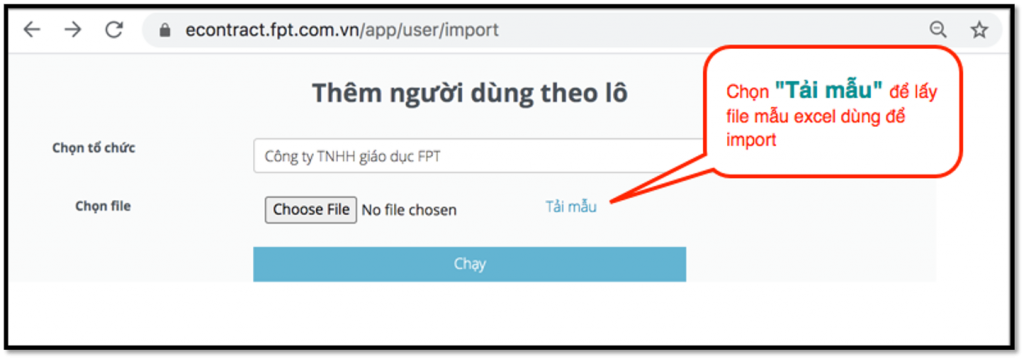 econtract.fpt.com.vn/app/user/import
Thêm người dùng theo lô
Chọn "Tải mẫu" để lấy
file mẫu excel dùng để
import
Chọn tổ chức
Công ty TNHH giáo dục FPT
Chọn file
Choose File No file chosen
Tải mẫu
Chạy